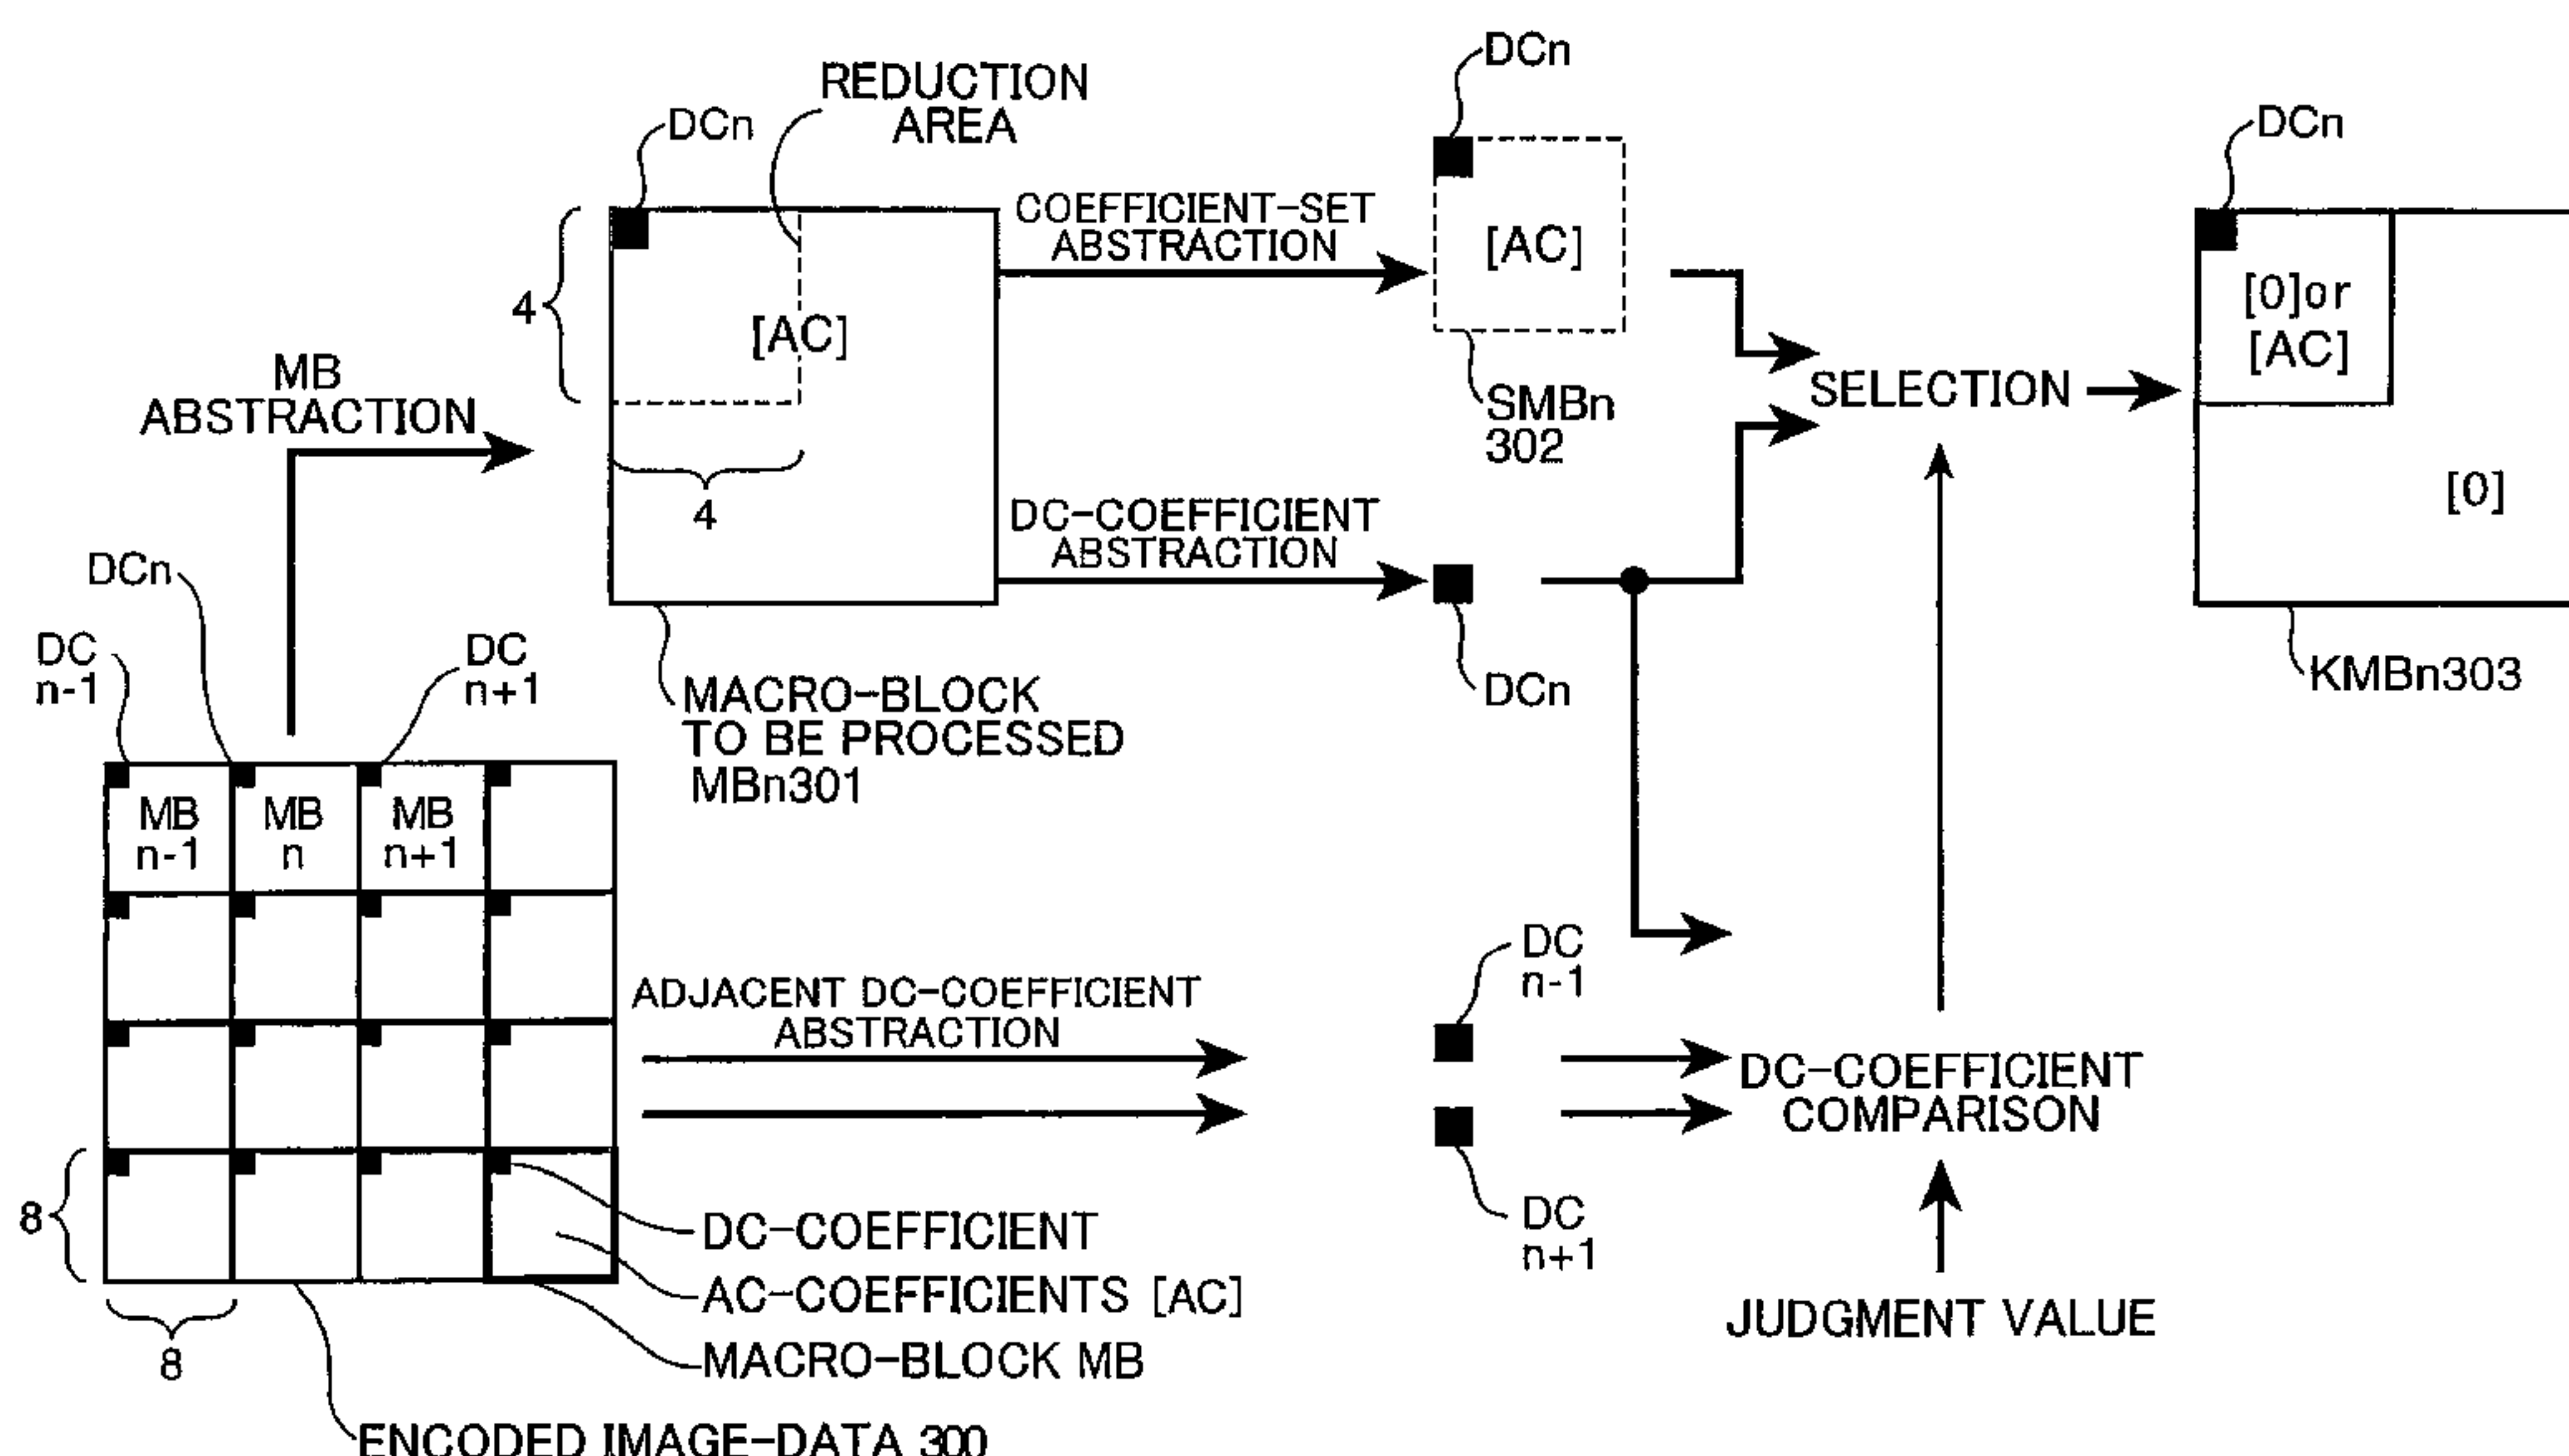 DCn
REDUCTION
AREA
DCn
DCn
COEFFICIENT-SET
ABSTRACTION
[AC]
[0]or
[AC]
4
[AC]
MB
ABSTRACTION
SELECTION
SMBn
302
4
[0]
DC-COEFFICIENT
ABSTRACTION
DCn
DC
n-1
DC
n+1
MACRO-BLOCK
TO BE PROCESSED
MBn301
DCn
KMBn303
MB
n-1
MB
n
MB
n+1
DC
n-1
ADJACENT DC-COEFFICIENT
ABSTRACTION
DC-COEFFICIENT
COMPARISON
8
DC-COEFFICIENT
DC
n+1
AC-COEFFICIENTS [AC]
JUDGMENT VALUE
8
MACRO-BLOCK MB
ENCODED IMAGE-DATA 300